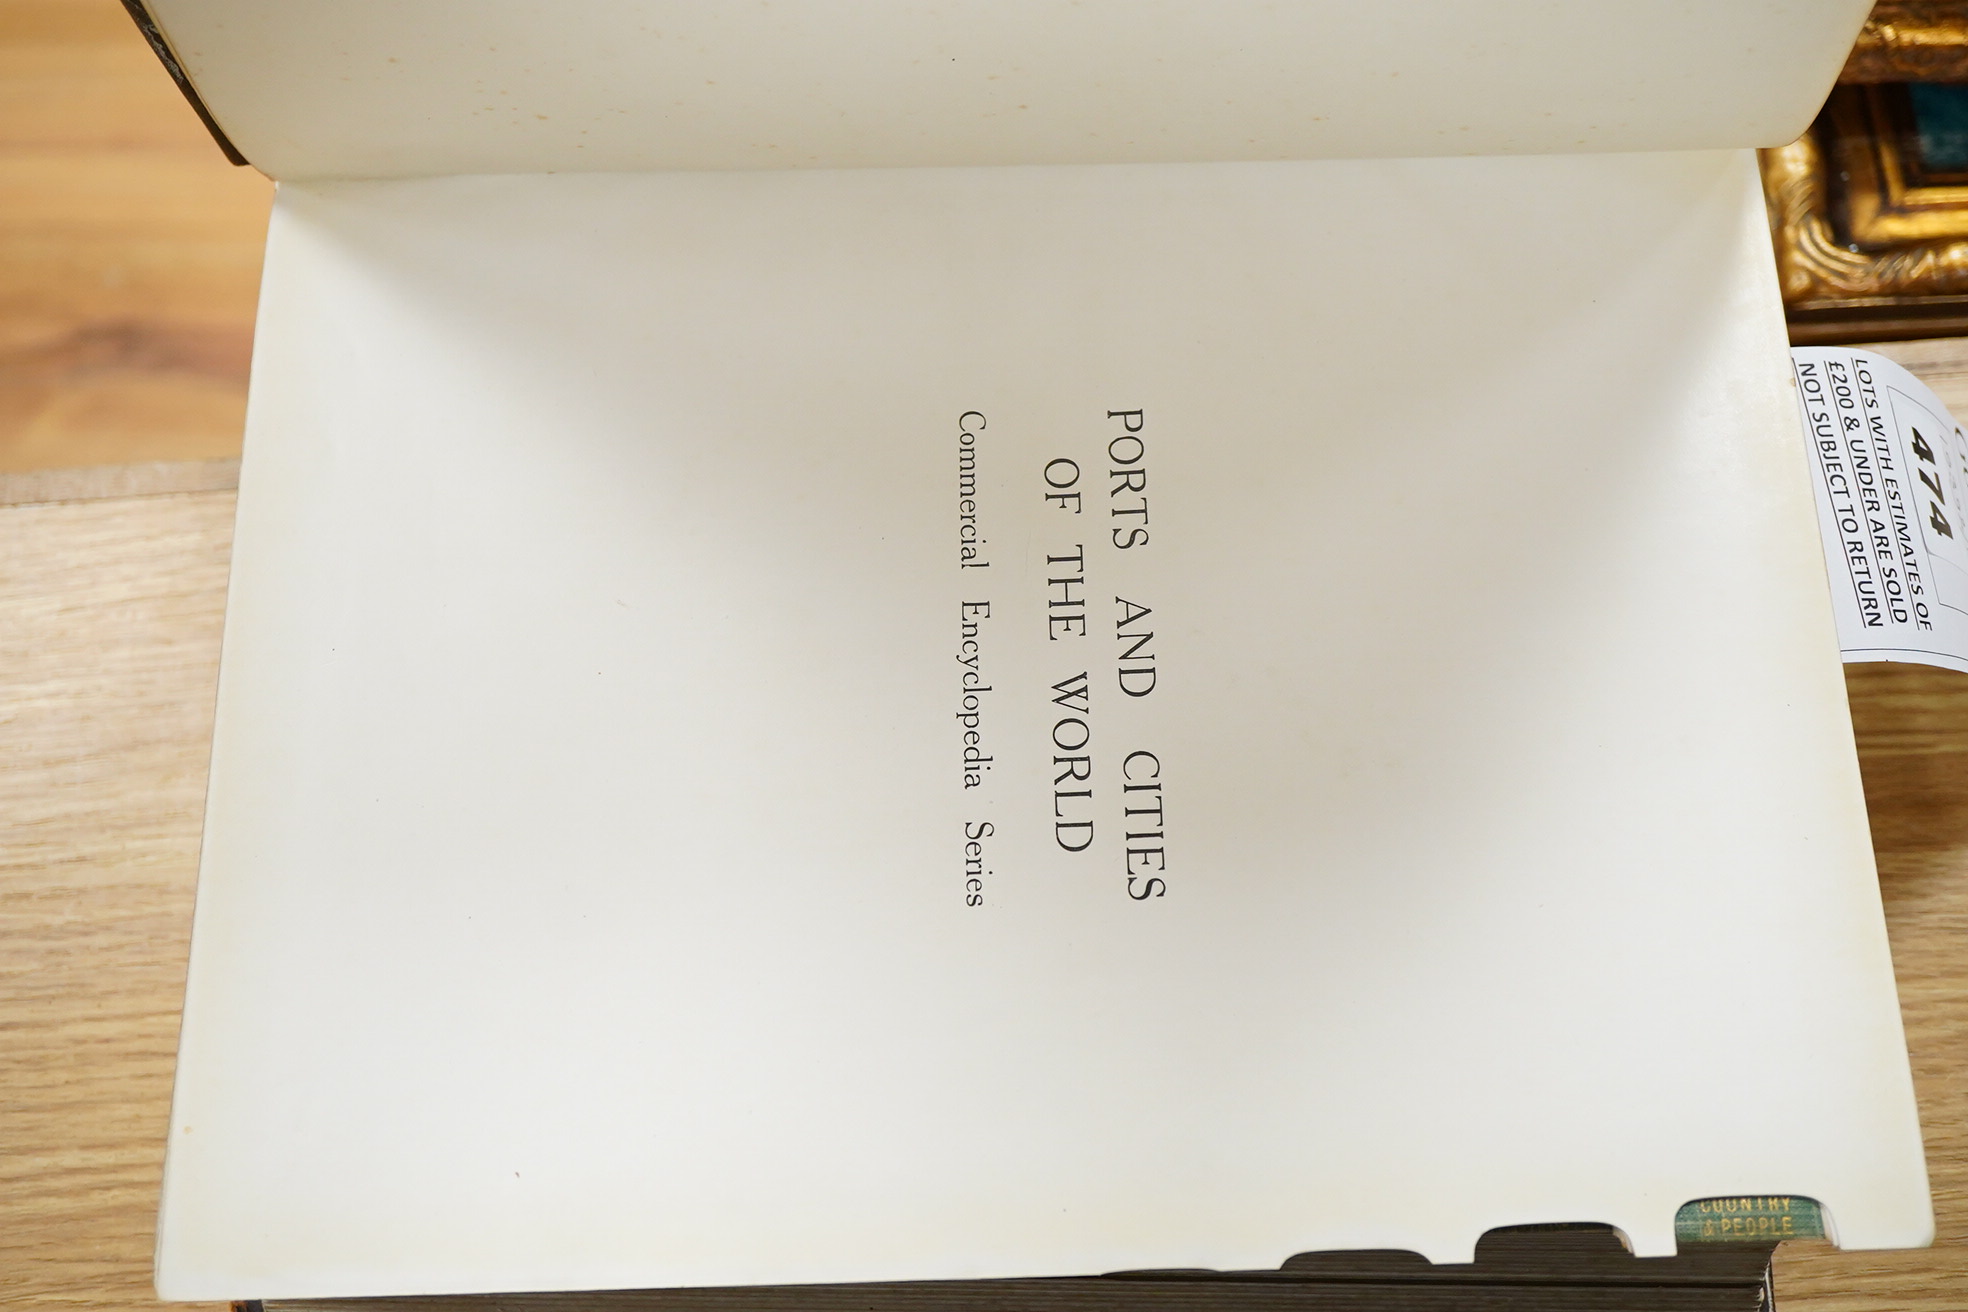 PORTS AND CITIES
OF THE WORLD
Commercial Encyclopedia Series
474
LOTS WITH ESTIMATES OF
£200 & UNDER ARE SOLD
NOT SUBJECT TO RETURN
COUNTRY
& PEOPLE